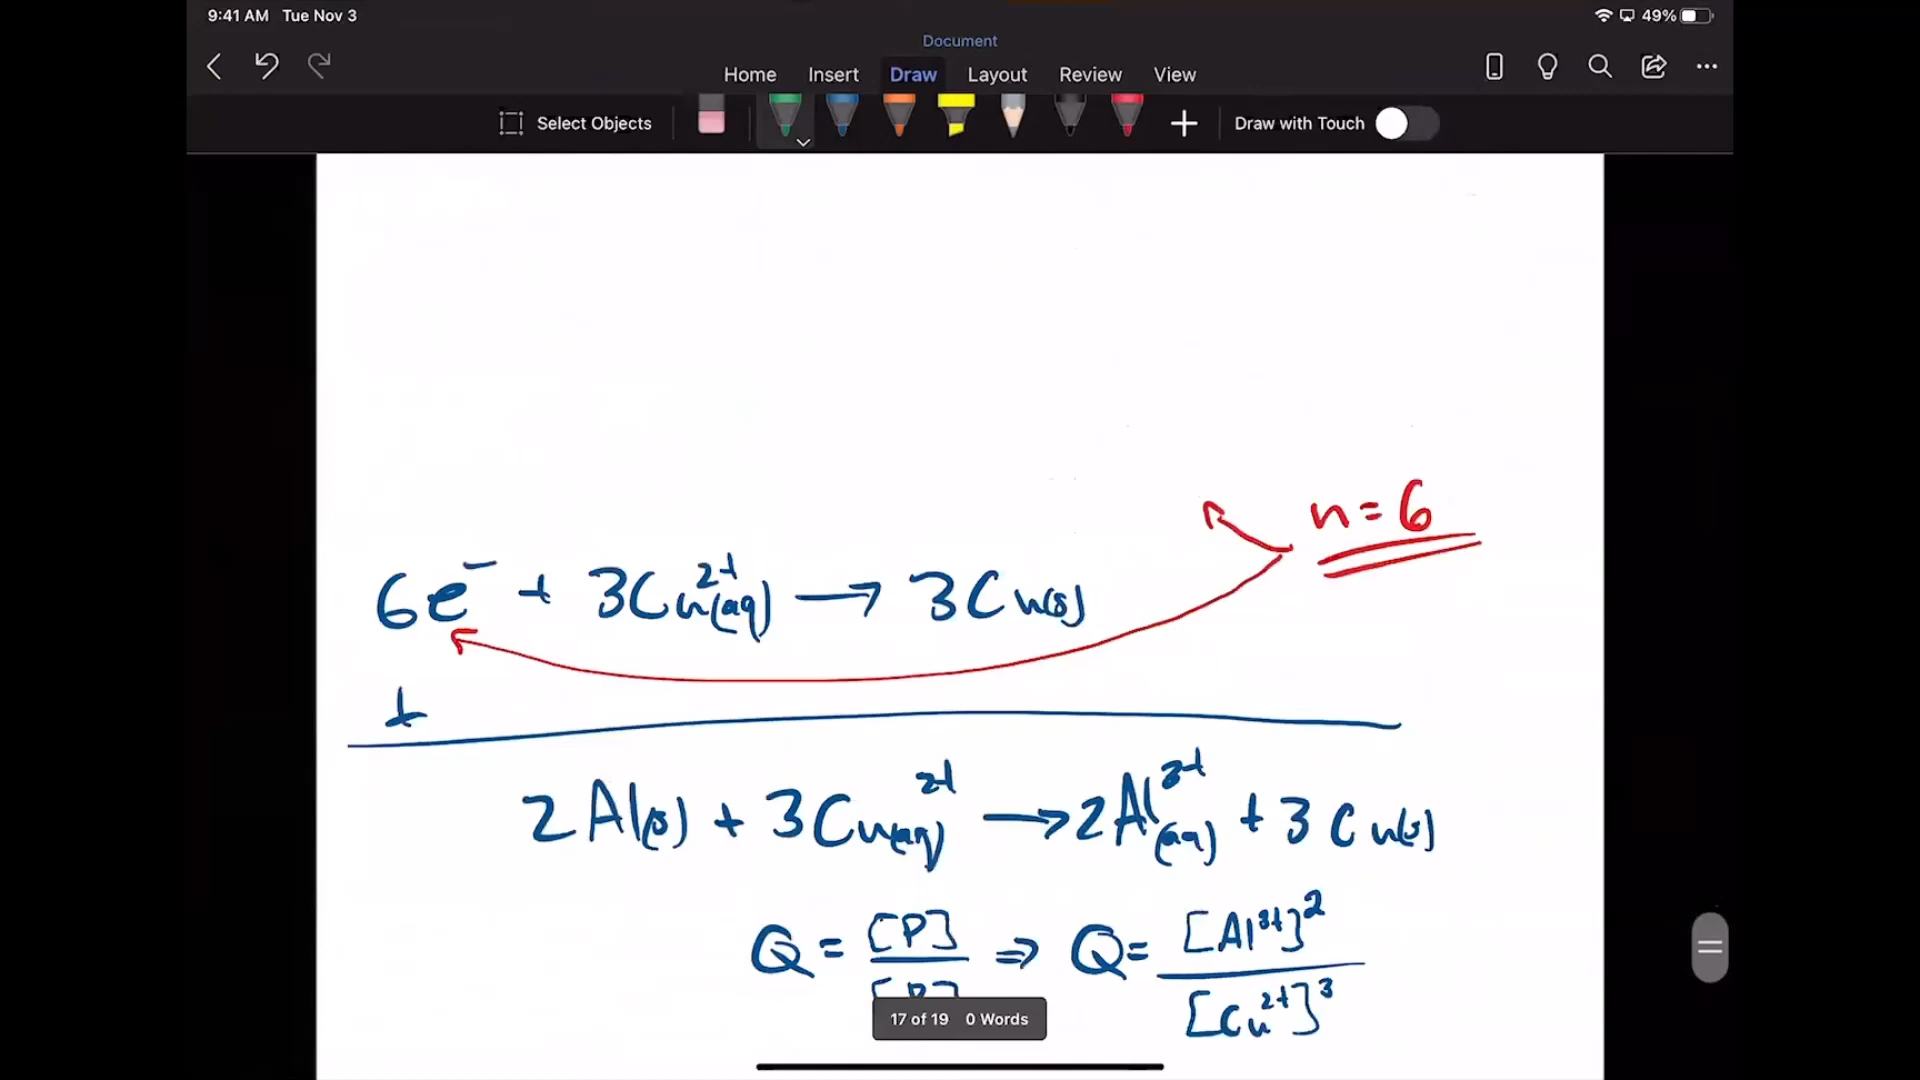 9:41 AM Tue Nov 3
49%
Document
Home Insert Draw Layout Review View
Select Objects
Draw with Touch
n = 6
6e⁻ + 3Cu²⁺(aq) → 3Cu(s)
+
2Al(s) + 3Cu²⁺(aq) → 2Al³⁺(aq) + 3Cu(s)
Q = [P]/[R] ⇒ Q = [Al³⁺]²/[Cu²⁺]³
17 of 19 0 Words